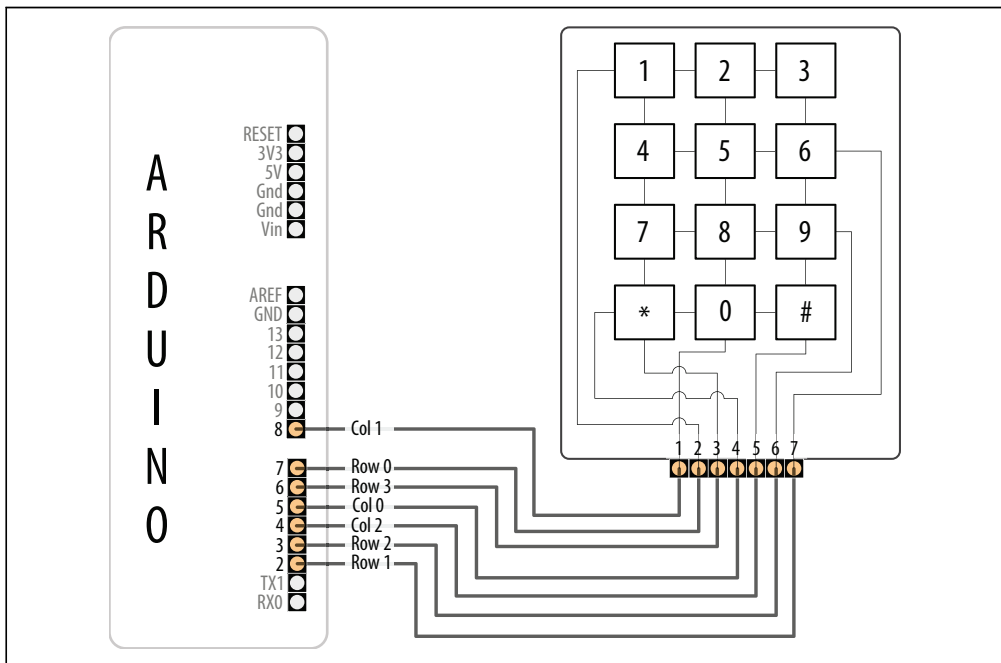 ARDUINO
RESET
3V3
5V
Gnd
Gnd
Vin
AREF
GND
13
12
11
10
9
8 Col 1
7 Row 0
6 Row 3
5 Col 0
4 Col 2
3 Row 2
2 Row 1
TX1
RX0
1 2 3
4 5 6
7 8 9
* 0 #
1 2 3 4 5 6 7